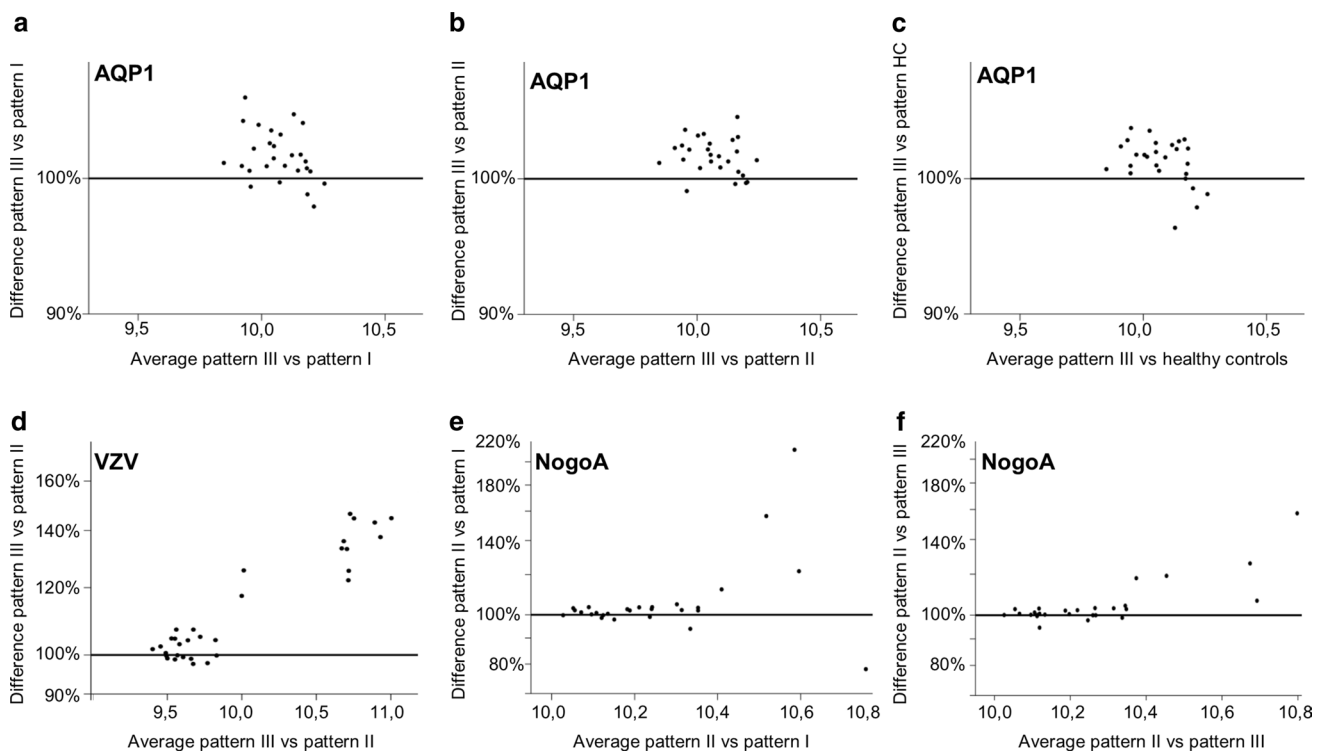 a
AQP1
Difference pattern III vs pattern I
100%
90%
9,5 10,0 10,5
Average pattern III vs pattern I
b
AQP1
Difference pattern III vs pattern II
100%
90%
9,5 10,0 10,5
Average pattern III vs pattern II
c
AQP1
Difference pattern III vs pattern HC
100%
90%
9,5 10,0 10,5
Average pattern III vs healthy controls
d
VZV
Difference pattern III vs pattern II
160%
140%
120%
100%
90%
9,5 10,0 10,5 11,0
Average pattern III vs pattern II
e
NogoA
Difference pattern II vs pattern I
220%
180%
140%
100%
80%
10,0 10,2 10,4 10,6 10,8
Average pattern II vs pattern I
f
NogoA
Difference pattern II vs pattern III
220%
180%
140%
100%
80%
10,0 10,2 10,4 10,6 10,8
Average pattern II vs pattern III